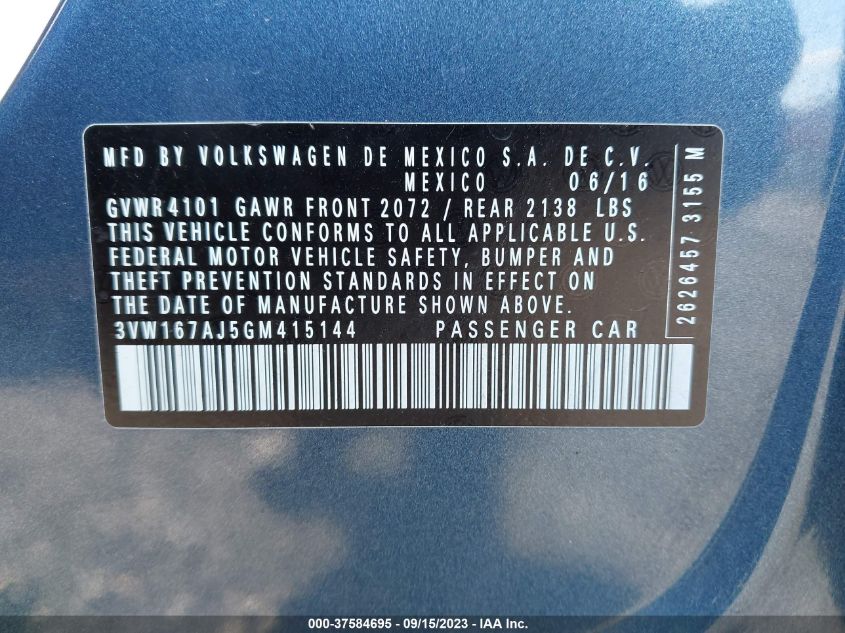 MFD BY VOLKSWAGEN DE MEXICO S.A. DE C.V.
MEXICO 06/16
GVWR 4101 GAWR FRONT 2072 / REAR 2138 LBS
THIS VEHICLE CONFORMS TO ALL APPLICABLE U.S.
FEDERAL MOTOR VEHICLE SAFETY, BUMPER AND
THEFT PREVENTION STANDARDS IN EFFECT ON
THE DATE OF MANUFACTURE SHOWN ABOVE.
3VW167AJ5GM415144 PASSENGER CAR
2626457 3155 M
000-37584695 - 09/15/2023 - IAA Inc.